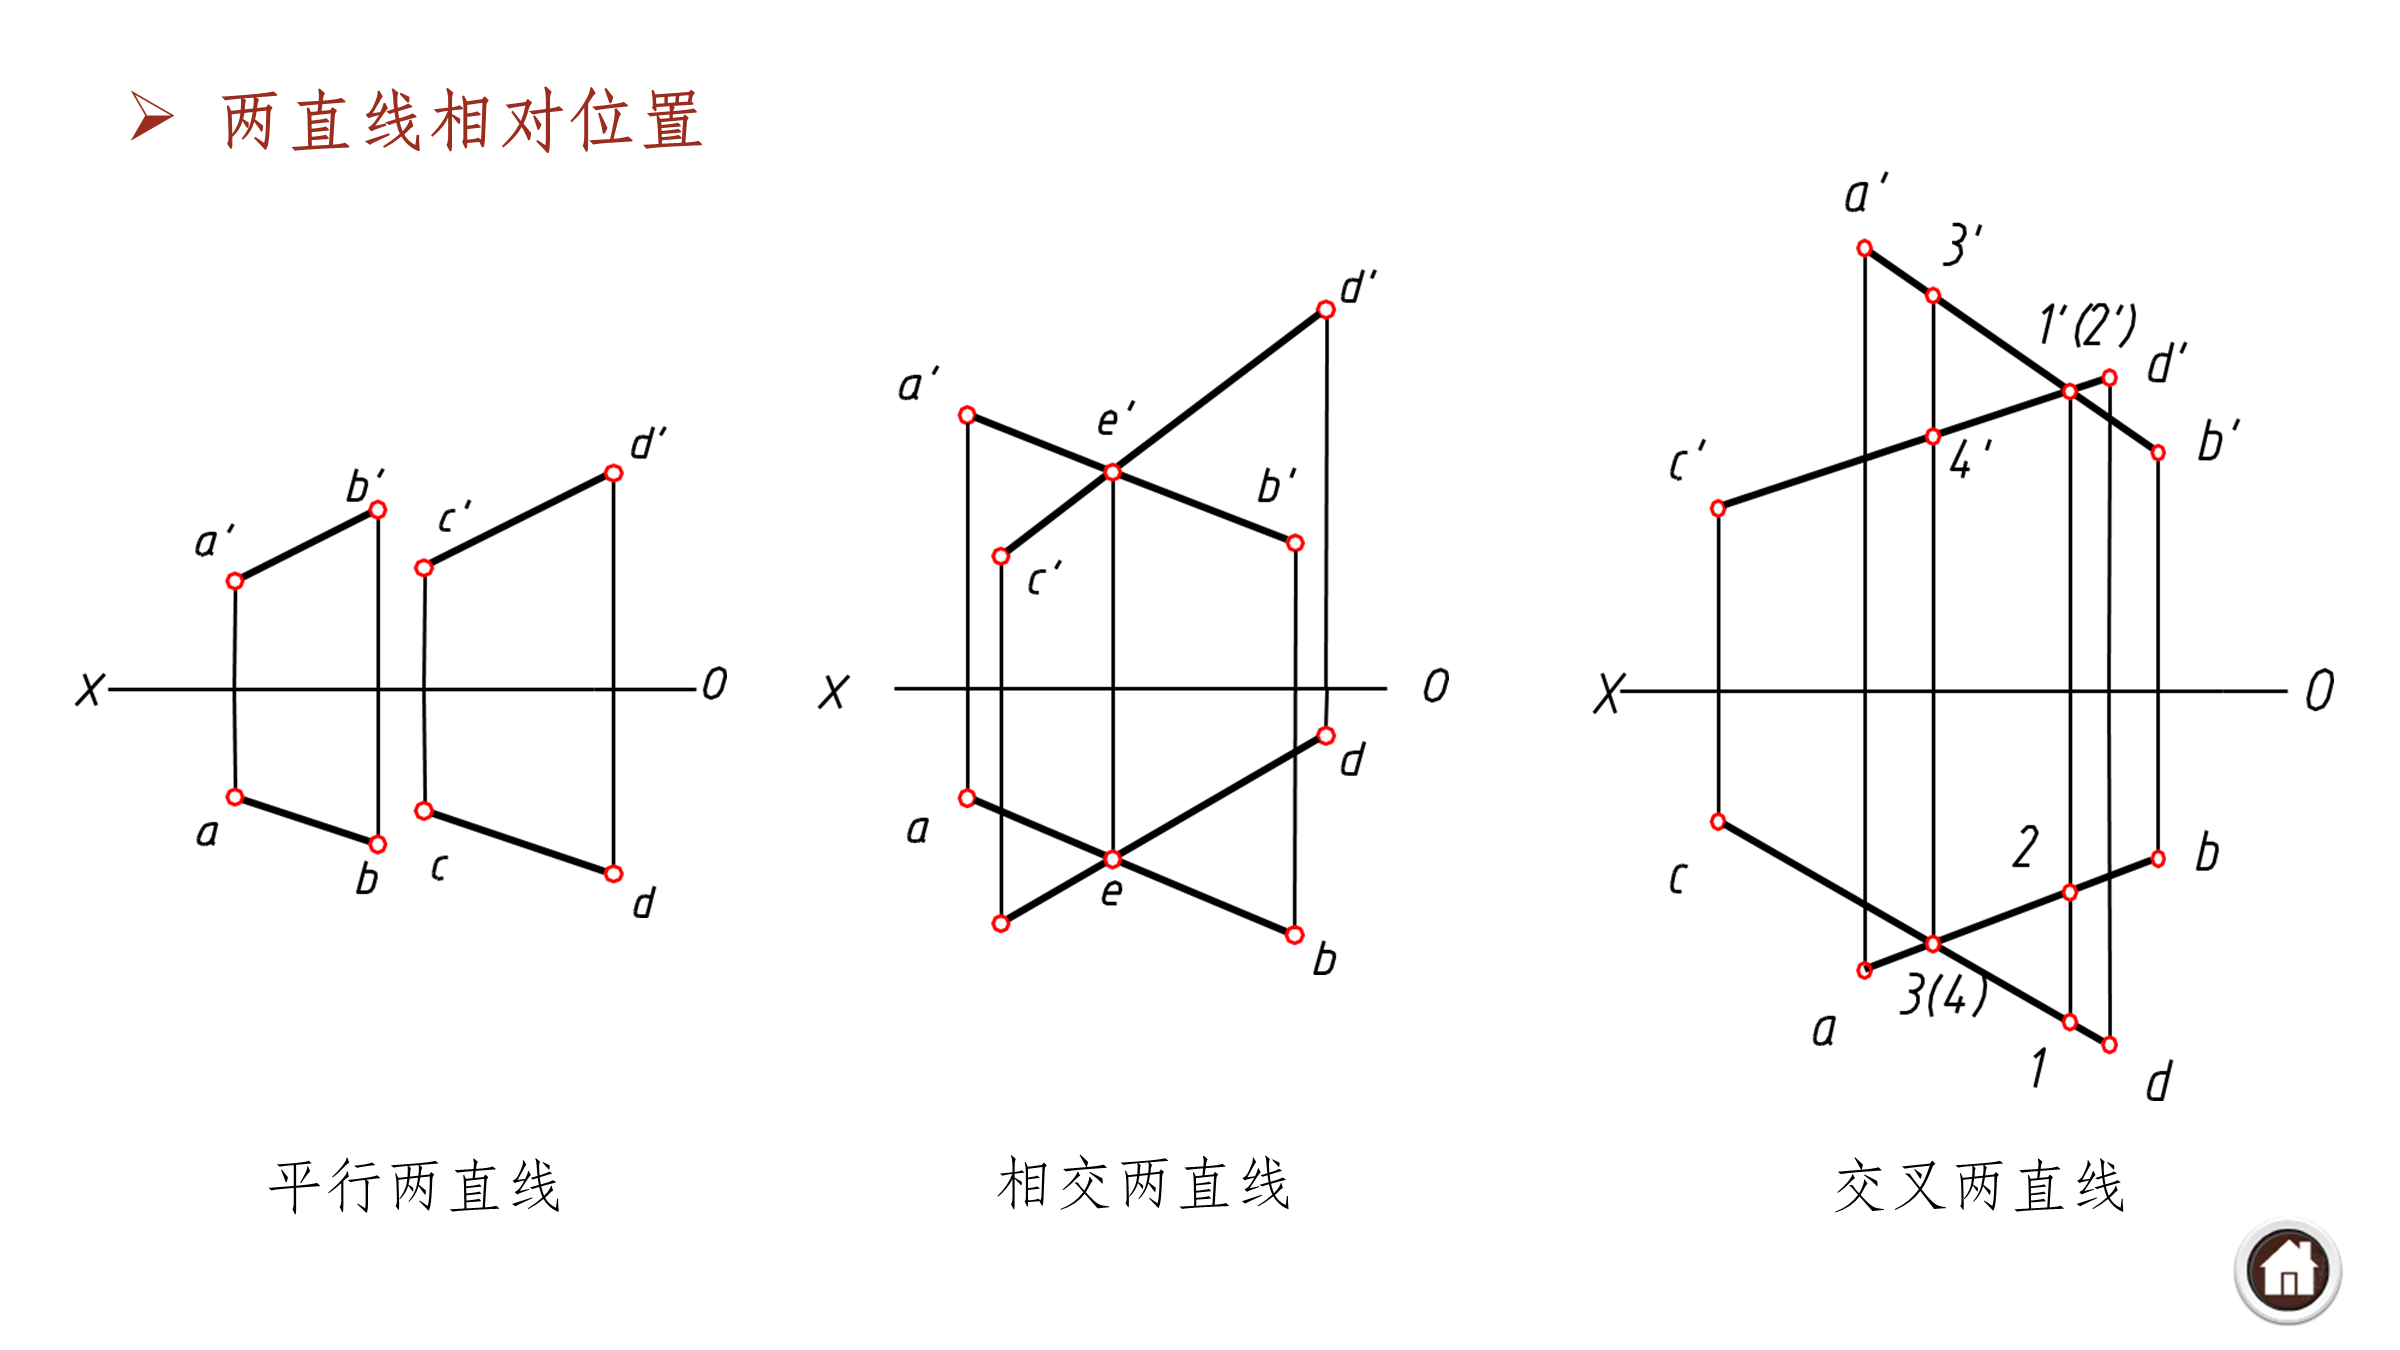 两直线相对位置
a' b' c' d'
X O
a b c d
平行两直线
a' e' d'
c' b'
X O
a e d
b
相交两直线
a' 3' 1'(2') d'
c' 4' b'
X O
c 2 b
a 3(4) 1 d
交叉两直线